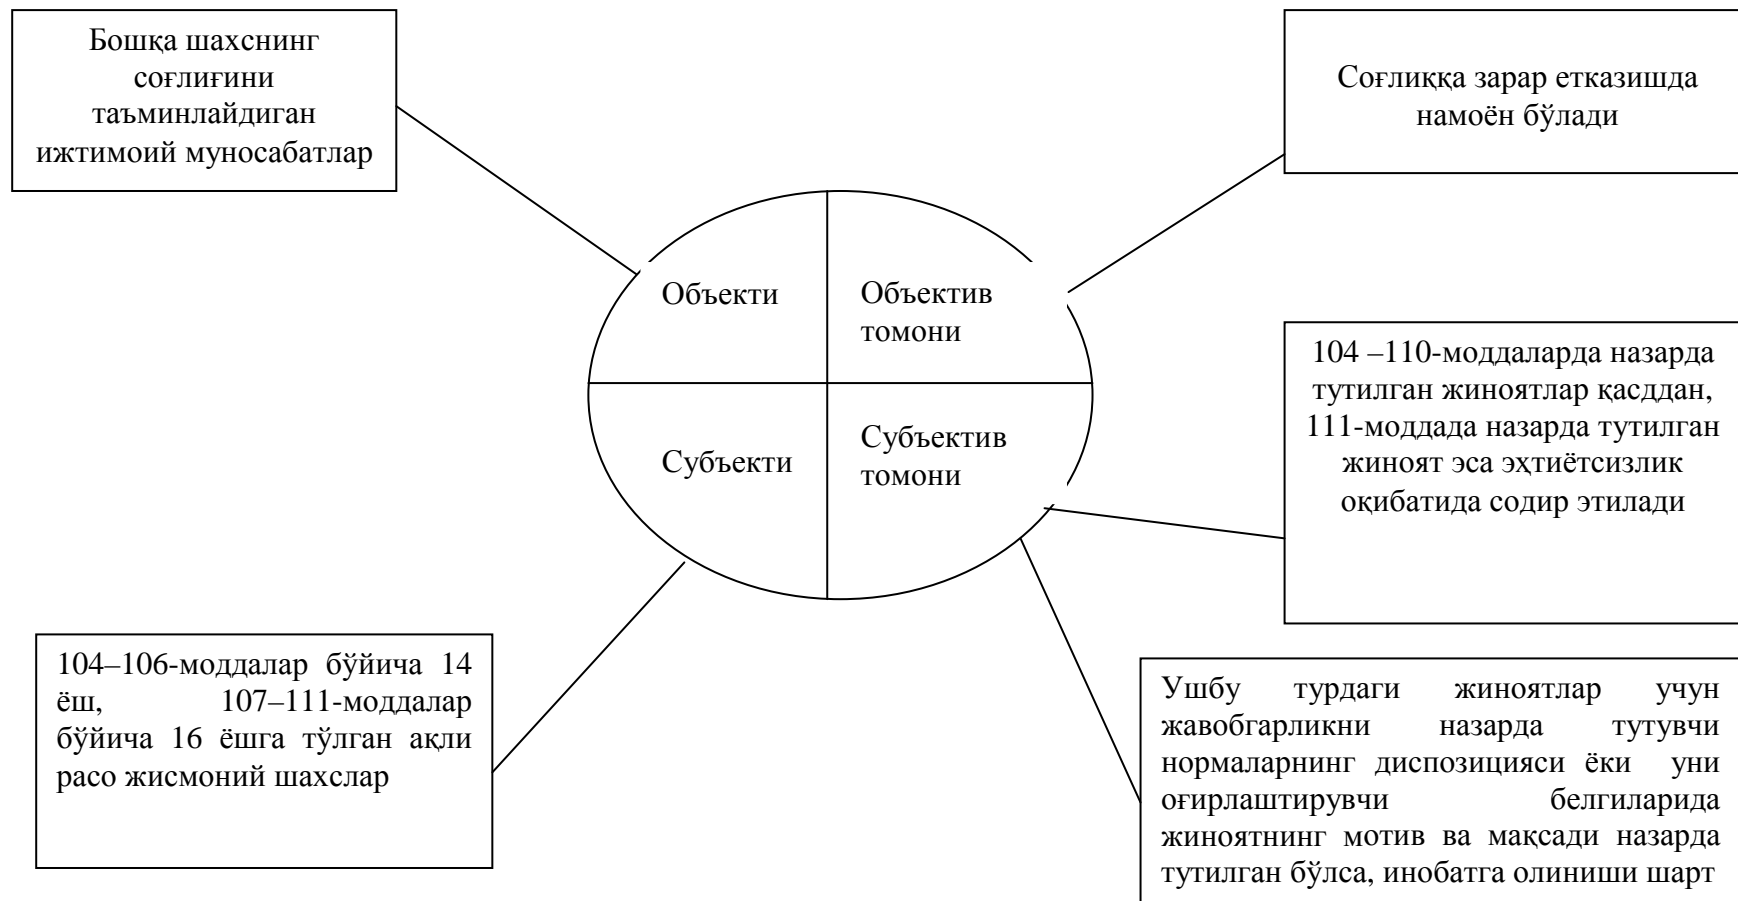 Бошқа шахснинг
соғлиғини
таъминлайдиган
ижтимоий муносабатлар
Соғлиққа зарар етказишда
намоён бўлади
Объекти
Объектив
томони
Субъекти
Субъектив
томони
104 –110-моддаларда назарда
тутилган жиноятлар қасддан,
111-моддада назарда тутилган
жиноят эса эҳтиётсизлик
оқибатида содир этилади
104–106-моддалар бўйича 14
ёш, 107–111-моддалар
бўйича 16 ёшга тўлган ақли
расо жисмоний шахслар
Ушбу турдаги жиноятлар учун
жавобгарликни назарда тутувчи
нормаларнинг диспозицияси ёки уни
оғирлаштирувчи белгиларида
жиноятнинг мотив ва мақсади назарда
тутилган бўлса, инобатга олиниши шарт